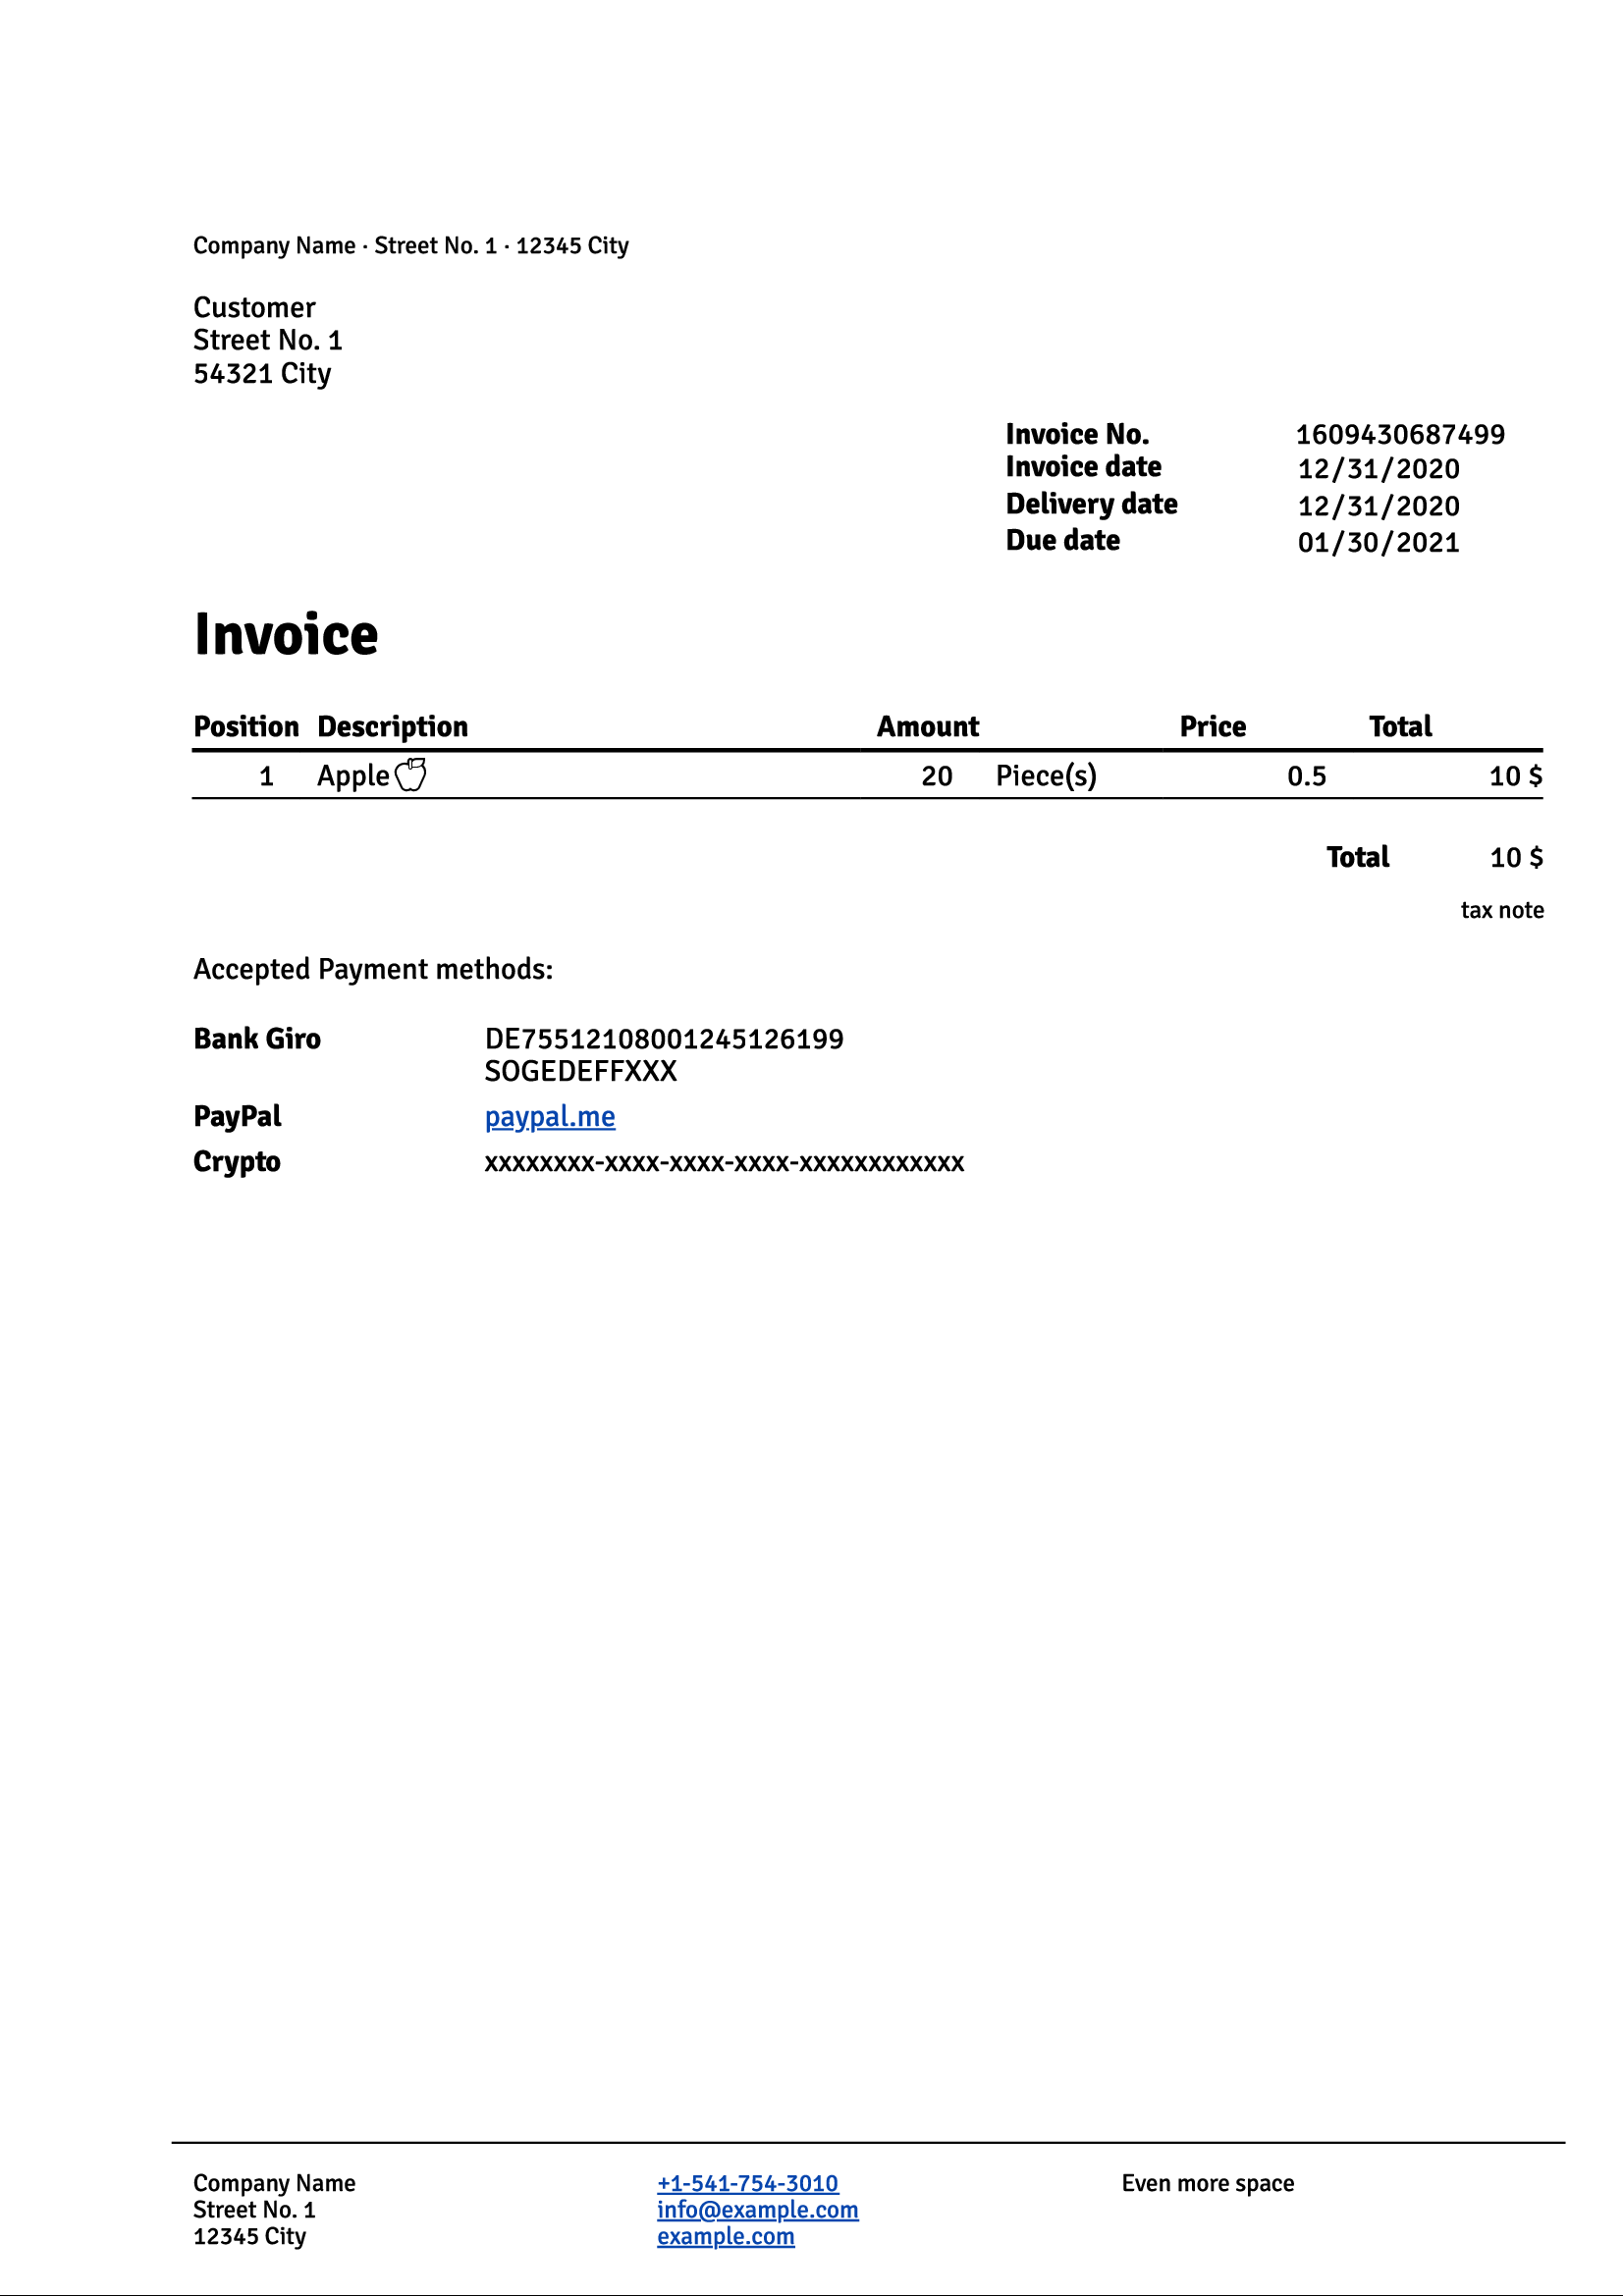 Company Name · Street No. 1 · 12345 City
Customer
Street No. 1
54321 City
Invoice No. 1609430687499
Invoice date 12/31/2020
Delivery date 12/31/2020
Due date 01/30/2021
Invoice
Position Description Amount Price Total
1 Apple 20 Piece(s) 0.5 10 $
Total 10 $
tax note
Accepted Payment methods:
Bank Giro DE75512108001245126199
SOGEDEFFXXX
PayPal paypal.me
Crypto xxxxxxxx-xxxx-xxxx-xxxx-xxxxxxxxxxxx
Company Name +1-541-754-3010 Even more space
Street No. 1 info@example.com
12345 City example.com